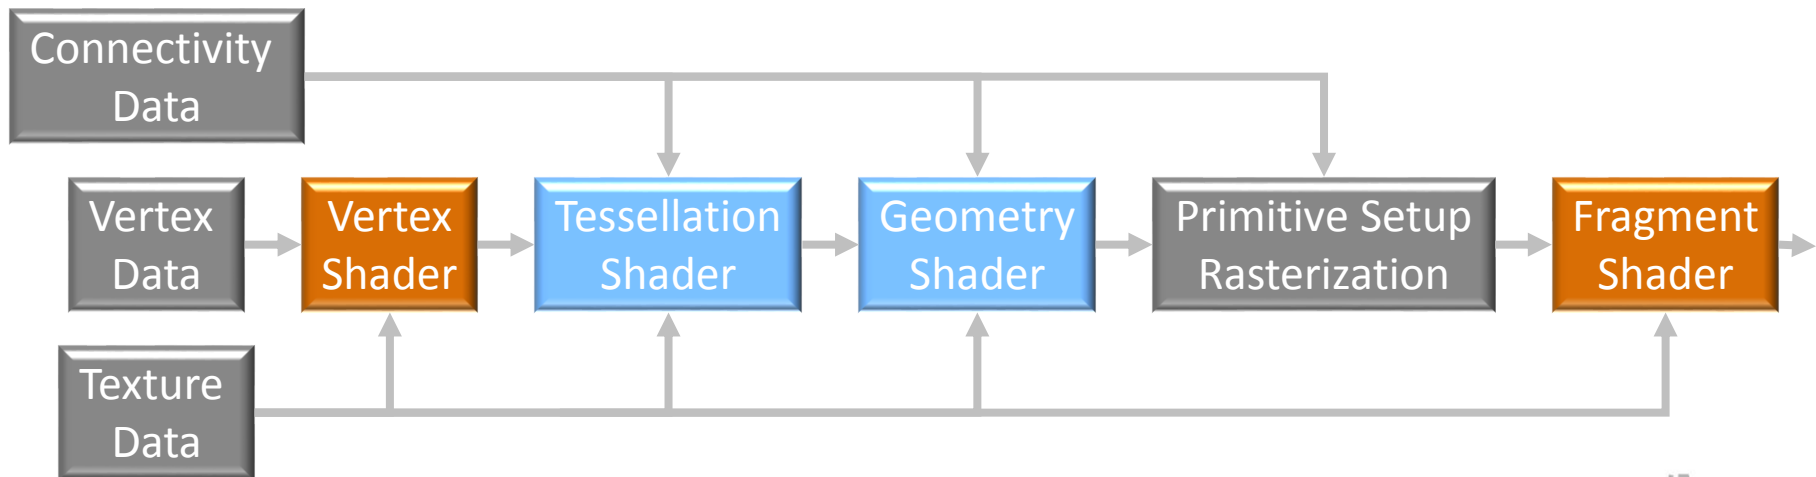 Connectivity
Data
Vertex
Data
Vertex
Shader
Tessellation
Shader
Geometry
Shader
Primitive Setup
Rasterization
Fragment
Shader
Texture
Data